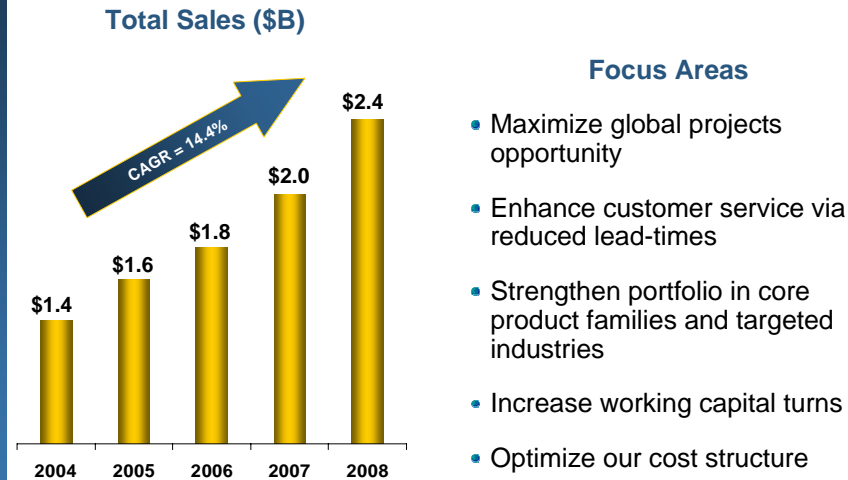 Total Sales ($B)
CAGR = 14.4%
$1.4
$1.6
$1.8
$2.0
$2.4
2004
2005
2006
2007
2008
Focus Areas
Maximize global projects
opportunity
Enhance customer service via
reduced lead-times
Strengthen portfolio in core
product families and targeted
industries
Increase working capital turns
Optimize our cost structure